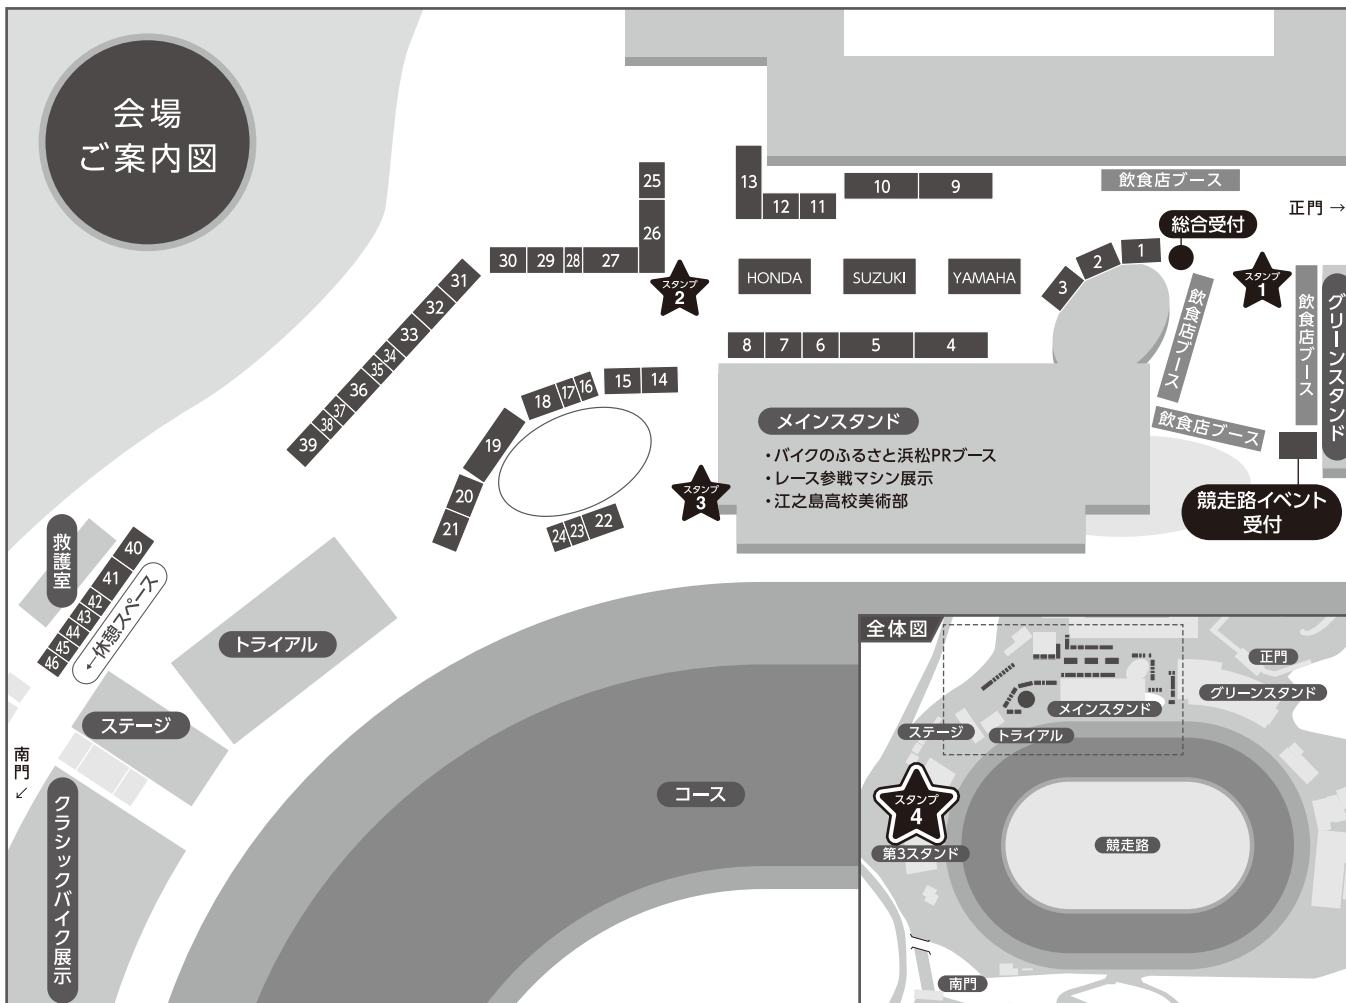 会場
ご案内図
25
26
13
12
11
10
9
飲食店ブース
正門 →
総合受付
1
2
3
スタンプ
1
飲食店ブース
飲食店ブース
飲食店ブース
グリーンスタンド
競走路イベント
受付
30
29
28
27
スタンプ
2
HONDA
SUZUKI
YAMAHA
8
7
6
5
4
31
32
33
34
35
36
37
38
39
18
17
16
15
14
19
20
21
24
23
22
スタンプ
3
メインスタンド
・バイクのふるさと浜松PRブース
・レース参戦マシン展示
・江之島高校美術部
救護室
40
41
42
43
44
45
46
←休憩スペース
トライアル
ステージ
南門
↙
クラシックバイク展示
コース
全体図
正門
グリーンスタンド
メインスタンド
ステージ
トライアル
スタンプ
4
第3スタンド
競走路
南門